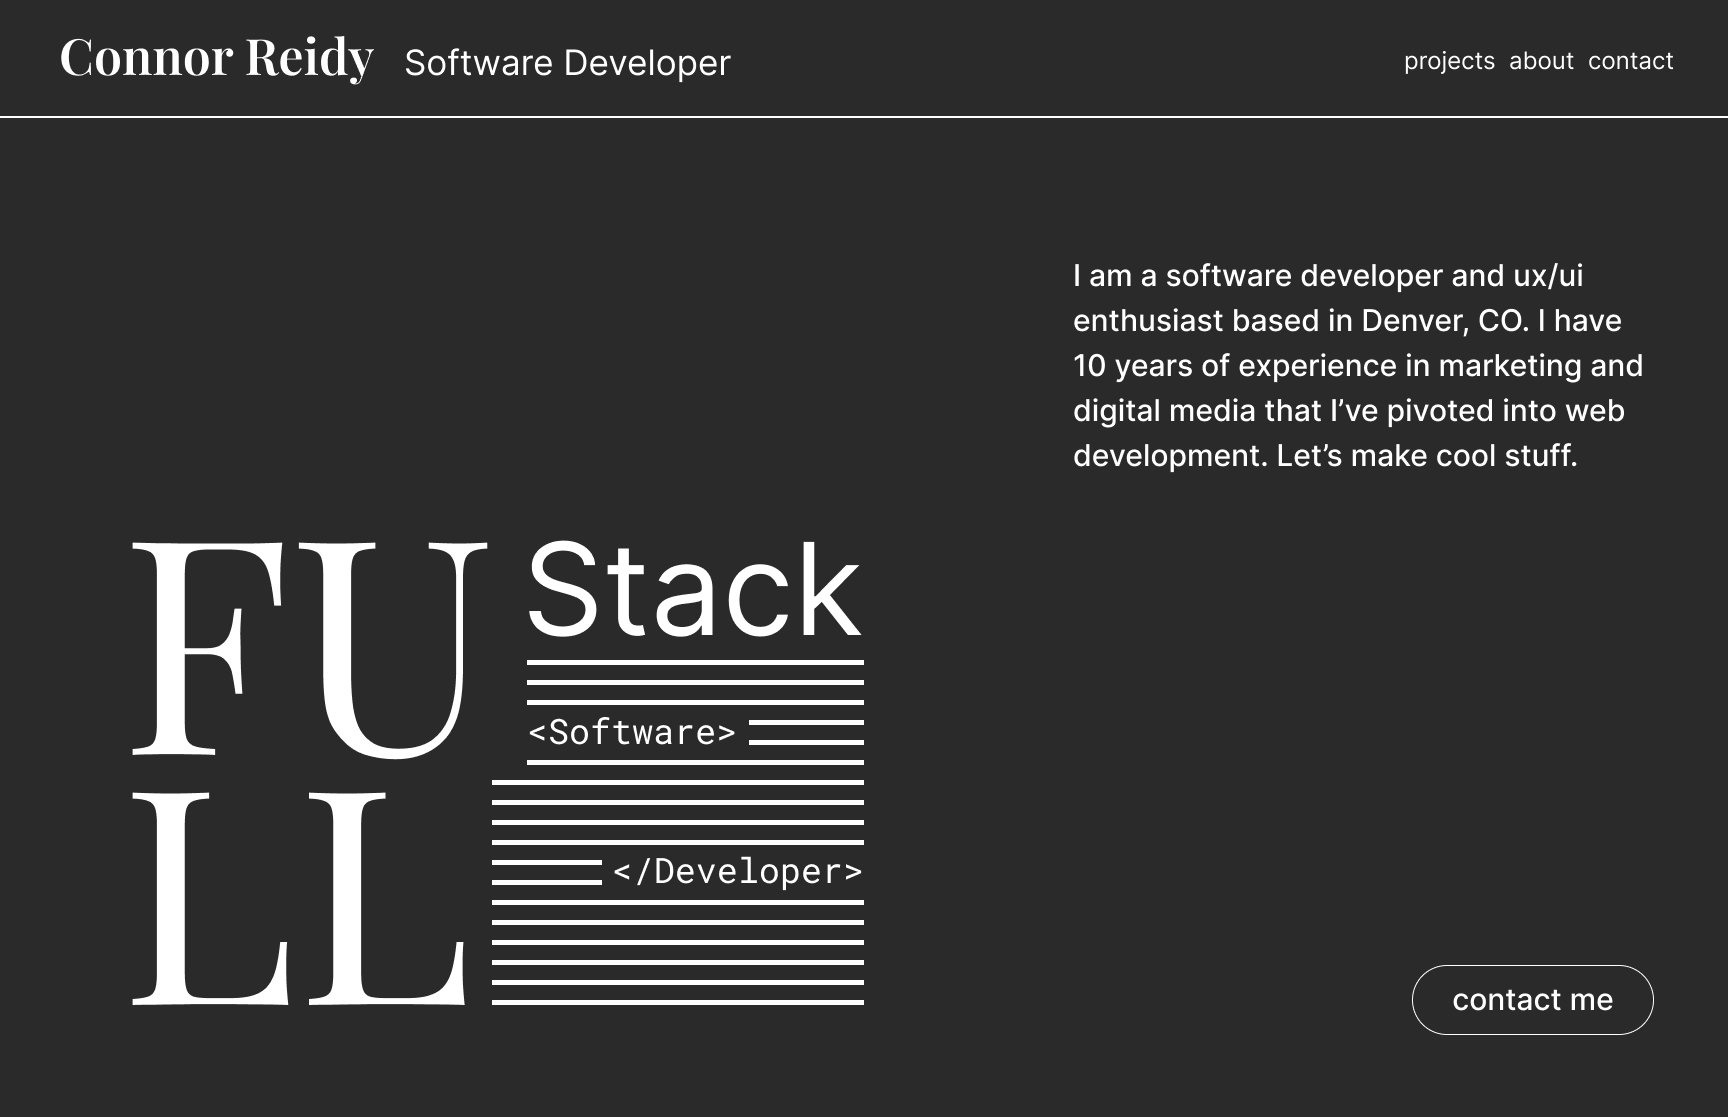 Connor Reidy Software Developer
projects about contact
I am a software developer and ux/ui
enthusiast based in Denver, CO. I have
10 years of experience in marketing and
digital media that I’ve pivoted into web
development. Let’s make cool stuff.
FU Stack
<Software>
LL
</Developer>
contact me